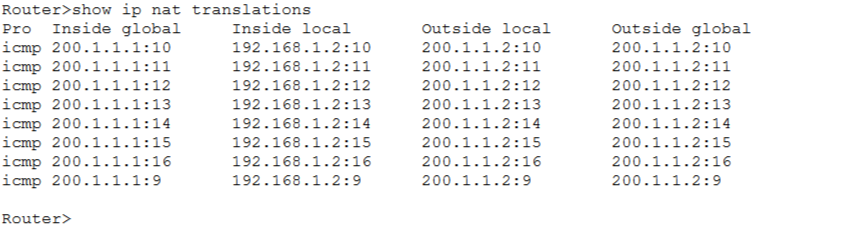 Router>show ip nat translations
Pro  Inside global     Inside local       Outside local      Outside global
icmp 200.1.1.1:10      192.168.1.2:10     200.1.1.2:10       200.1.1.2:10
icmp 200.1.1.1:11      192.168.1.2:11     200.1.1.2:11       200.1.1.2:11
icmp 200.1.1.1:12      192.168.1.2:12     200.1.1.2:12       200.1.1.2:12
icmp 200.1.1.1:13      192.168.1.2:13     200.1.1.2:13       200.1.1.2:13
icmp 200.1.1.1:14      192.168.1.2:14     200.1.1.2:14       200.1.1.2:14
icmp 200.1.1.1:15      192.168.1.2:15     200.1.1.2:15       200.1.1.2:15
icmp 200.1.1.1:16      192.168.1.2:16     200.1.1.2:16       200.1.1.2:16
icmp 200.1.1.1:9       192.168.1.2:9      200.1.1.2:9        200.1.1.2:9
Router>